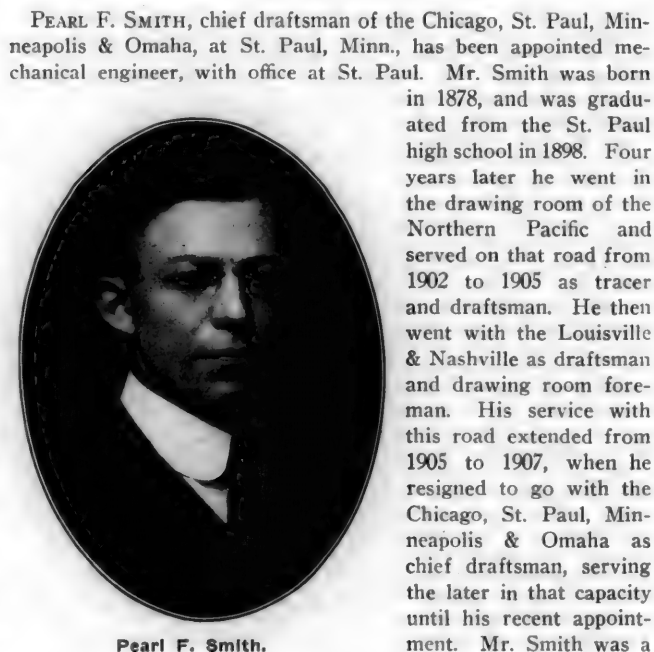 PEARL F. SMITH, chief draftsman of the Chicago, St. Paul, Min-
neapolis & Omaha, at St. Paul, Minn., has been appointed me-
chanical engineer, with office at St. Paul. Mr. Smith was born
in 1878, and was gradu-
ated from the St. Paul
high school in 1898. Four
years later he went in
the drawing room of the
Northern Pacific and
served on that road from
1902 to 1905 as tracer
and draftsman. He then
went with the Louisville
& Nashville as draftsman
and drawing room fore-
man. His service with
this road extended from
1905 to 1907, when he
resigned to go with the
Chicago, St. Paul, Min-
neapolis & Omaha as
chief draftsman, serving
the later in that capacity
until his recent appoint-
ment. Mr. Smith was a
Pearl F. Smith.